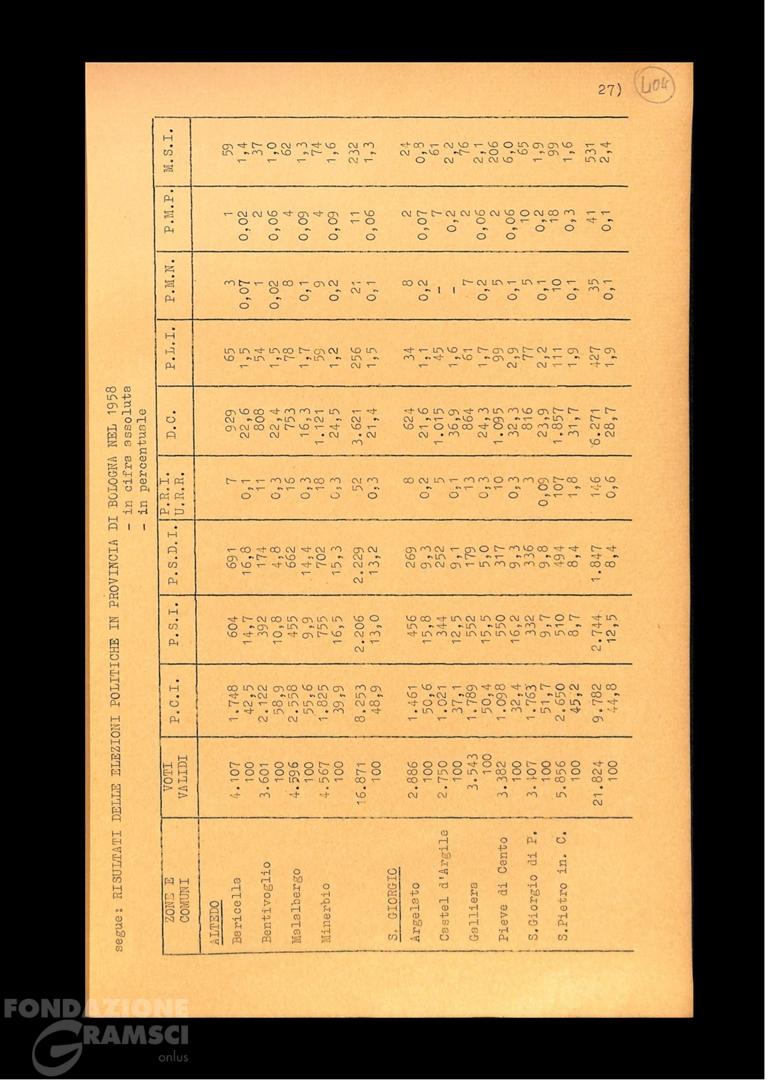 27) 404
segue: RISULTATI DELLE ELEZIONI POLITICHE IN PROVINCIA DI BOLOGNA NEL 1958
- in cifra assoluta
- in percentuale
ZONE E COMUNI | VOTI VALIDI | P.C.I. | P.S.I. | P.S.D.I. | P.R.I. U.R.R. | D.C. | P.L.I. | P.M.N. | P.M.P. | M.S.I.
ALTEDO
Baricella 4.107 1.748 604 691 7 929 65 3 1 59
100 42,5 14,7 16,8 0,1 22,6 1,5 0,07 0,02 1,4
Bentivoglio 3.601 2.122 392 174 11 808 54 1 2 37
100 58,9 10,8 4,8 0,3 22,4 1,5 0,02 0,06 1,0
Malalbergo 4.596 2.558 455 662 16 753 78 8 4 62
100 55,6 9,9 14,4 0,3 16,3 1,7 0,1 0,09 1,3
Minerbio 4.567 1.825 755 702 18 1.121 59 9 4 74
100 39,9 16,5 15,3 0,3 24,5 1,2 0,2 0,09 1,6
16.871 8.253 2.206 2.229 52 3.621 256 21 11 232
100 48,9 13,0 13,2 0,3 21,4 1,5 0,1 0,06 1,3
S. GIORGIO
Argelato 2.886 1.461 456 269 8 624 34 8 2 24
100 50,6 15,8 9,3 0,2 21,6 1,1 0,2 0,07 0,8
Castel d'Argile 2.750 1.021 344 252 5 1.015 45 - 7 61
100 37,1 12,5 9,1 0,1 36,9 1,6 - 0,2 2,2
Galliera 3.543 1.789 552 179 13 864 61 7 2 76
100 50,4 15,5 5,0 0,3 24,3 1,7 0,2 0,06 2,1
Pieve di Cento 3.382 1.098 550 317 10 1.095 99 5 2 206
100 32,4 16,2 9,3 0,3 32,3 2,9 0,1 0,06 6,0
S.Giorgio di P. 3.407 1.763 332 336 3 816 77 5 10 65
100 51,7 9,7 9,8 0,09 23,9 2,2 0,1 0,2 1,9
S.Pietro in. C. 5.856 2.650 510 494 107 1.857 111 10 18 99
100 45,2 8,7 8,4 1,8 31,7 1,9 0,1 0,3 1,6
21.824 9.782 2.744 1.847 146 6.271 427 35 41 531
100 44,8 12,5 8,4 0,6 28,7 1,9 0,1 0,1 2,4
FONDAZIONE
GRAMSCI
onlus